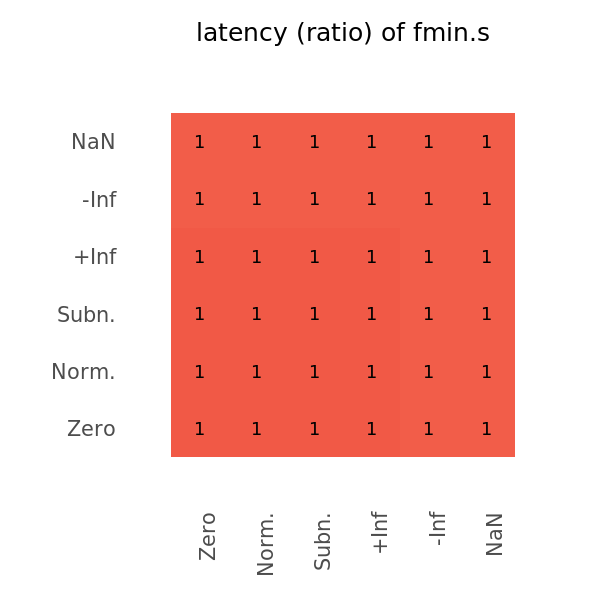 latency (ratio) of fmin.s
NaN 1 1 1 1 1 1
-Inf 1 1 1 1 1 1
+Inf 1 1 1 1 1 1
Subn. 1 1 1 1 1 1
Norm. 1 1 1 1 1 1
Zero 1 1 1 1 1 1
Zero Norm. Subn. +Inf -Inf NaN